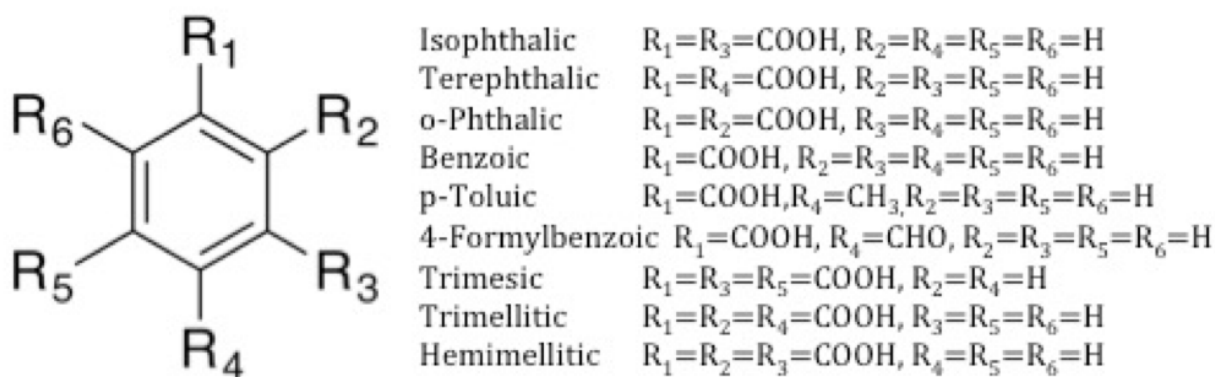 R₁
R₆
R₂
R₅
R₃
R₄
Isophthalic R₁=R₃=COOH, R₂=R₄=R₅=R₆=H
Terephthalic R₁=R₄=COOH, R₂=R₃=R₅=R₆=H
o-Phthalic R₁=R₂=COOH, R₃=R₄=R₅=R₆=H
Benzoic R₁=COOH, R₂=R₃=R₄=R₅=R₆=H
p-Toluic R₁=COOH,R₄=CH₃,R₂=R₃=R₅=R₆=H
4-Formylbenzoic R₁=COOH, R₄=CHO, R₂=R₃=R₅=R₆=H
Trimesic R₁=R₃=R₅=COOH, R₂=R₄=H
Trimellitic R₁=R₂=R₄=COOH, R₃=R₅=R₆=H
Hemimellitic R₁=R₂=R₃=COOH, R₄=R₅=R₆=H